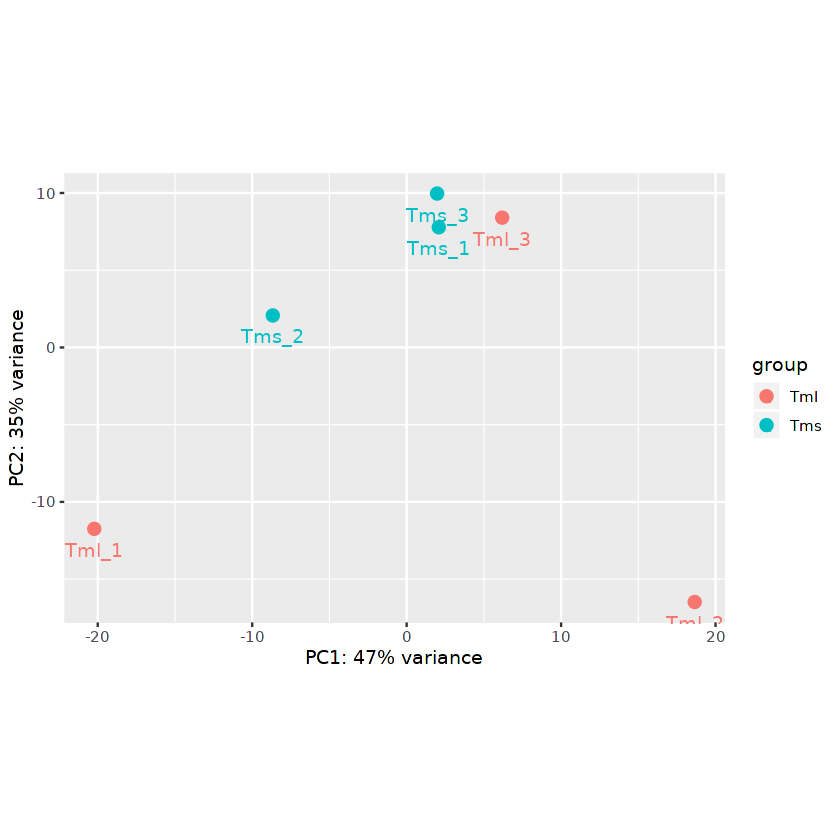 10
Tms_3
Tml_3
Tms_1
Tms_2
0
-10
Tml_1
Tml_2
-20
-10
0
10
20
PC1: 47% variance
PC2: 35% variance
group
Tml
Tms